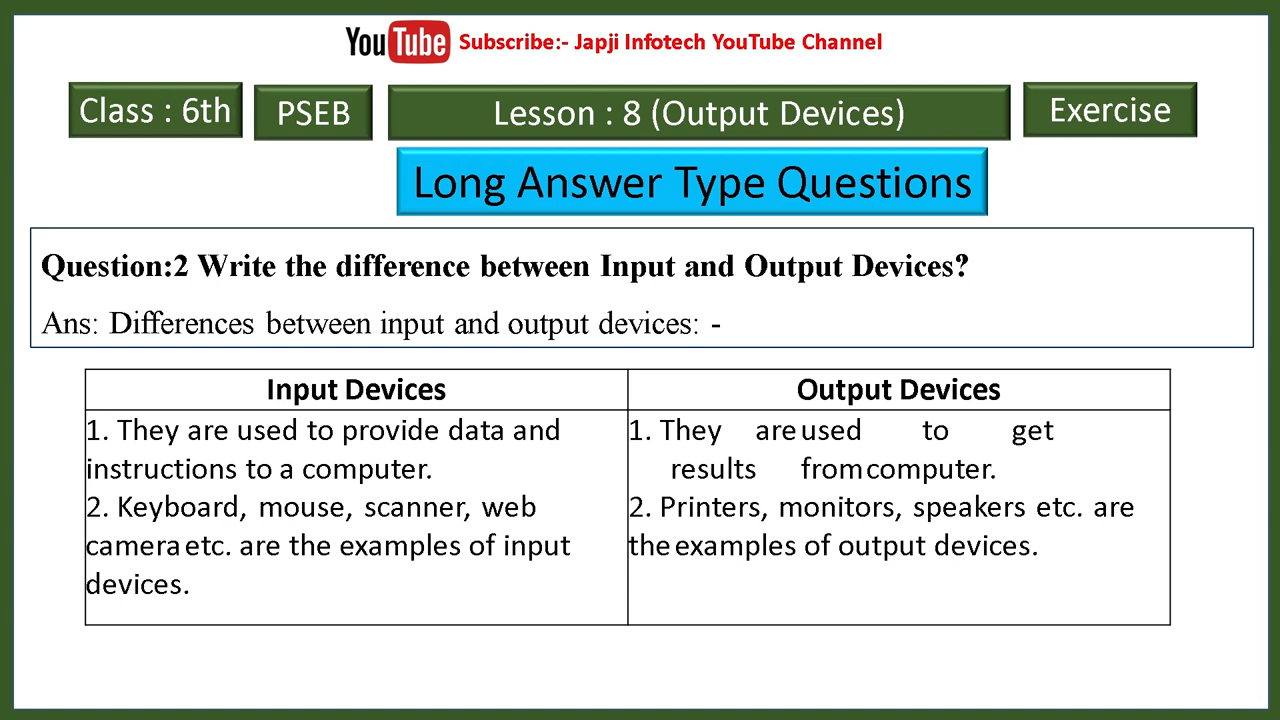 YouTube Subscribe:- Japji Infotech YouTube Channel
Class : 6th PSEB Lesson : 8 (Output Devices) Exercise
Long Answer Type Questions
Question:2 Write the difference between Input and Output Devices?
Ans: Differences between input and output devices: -
Input Devices
1. They are used to provide data and
instructions to a computer.
2. Keyboard, mouse, scanner, web
camera etc. are the examples of input
devices.
Output Devices
1. They are used to get
results from computer.
2. Printers, monitors, speakers etc. are
the examples of output devices.